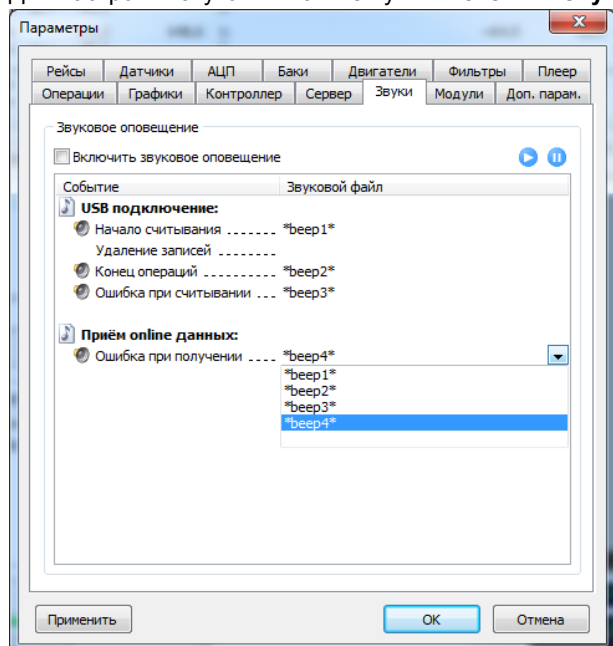 Параметры
Рейсы Датчики АЦП Баки Двигатели Фильтры Плеер
Операции Графики Контроллер Сервер Звуки Модули Доп. парам.
Звуковое оповещение
Включить звуковое оповещение
Событие Звуковой файл
USB подключение:
Начало считывания ....... *beep1*
Удаление записей ........
Конец операций .......... *beep2*
Ошибка при считывании ... *beep3*
Приём online данных:
Ошибка при получении .... *beep4*
*beep1*
*beep2*
*beep3*
*beep4*
Применить OK Отмена